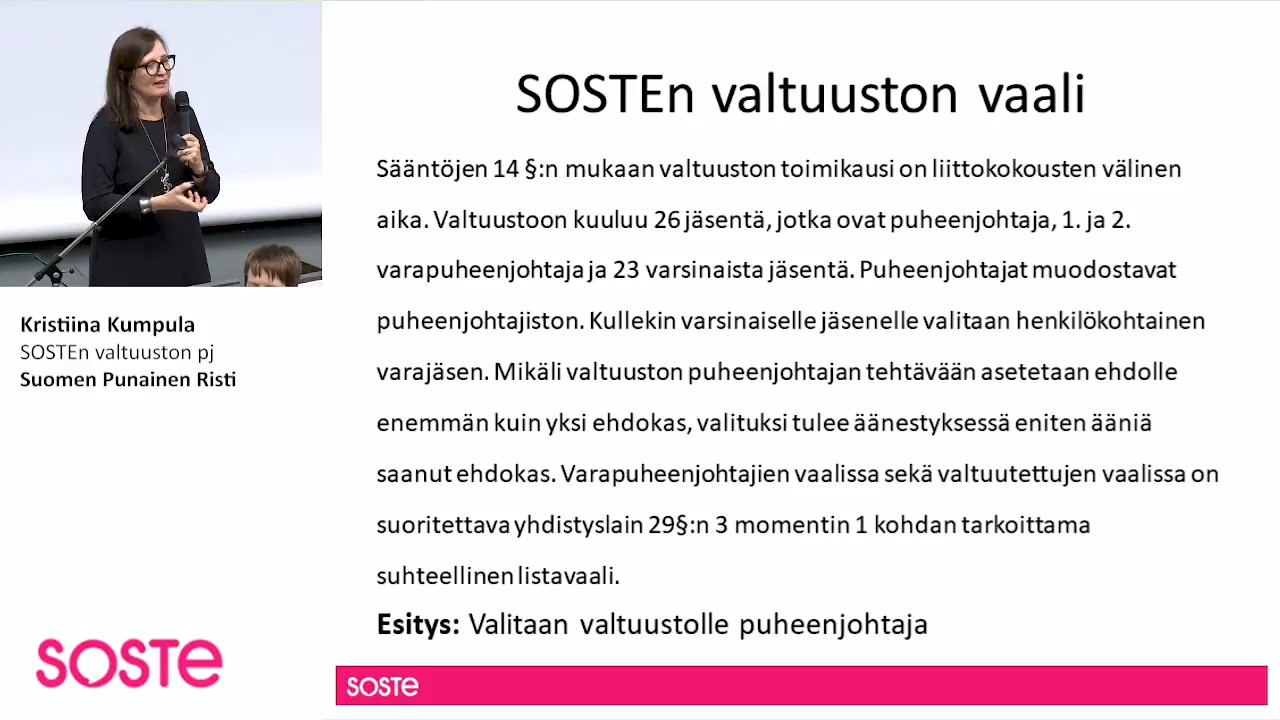 SOSTEn valtuuston vaali
Sääntöjen 14 §:n mukaan valtuuston toimikausi on liittokokousten välinen
aika. Valtuustoon kuuluu 26 jäsentä, jotka ovat puheenjohtaja, 1. ja 2.
varapuheenjohtaja ja 23 varsinaista jäsentä. Puheenjohtajat muodostavat
puheenjohtajiston. Kullekin varsinaiselle jäsenelle valitaan henkilökohtainen
varajäsen. Mikäli valtuuston puheenjohtajan tehtävään asetetaan ehdolle
enemmän kuin yksi ehdokas, valituksi tulee äänestyksessä eniten ääniä
saanut ehdokas. Varapuheenjohtajien vaalissa sekä valtuutettujen vaalissa on
suoritettava yhdistyslain 29§:n 3 momentin 1 kohdan tarkoittama
suhteellinen listavaali.
Esitys: Valitaan valtuustolle puheenjohtaja
Kristiina Kumpula
SOSTEn valtuuston pj
Suomen Punainen Risti
SOSTE
SOSTE